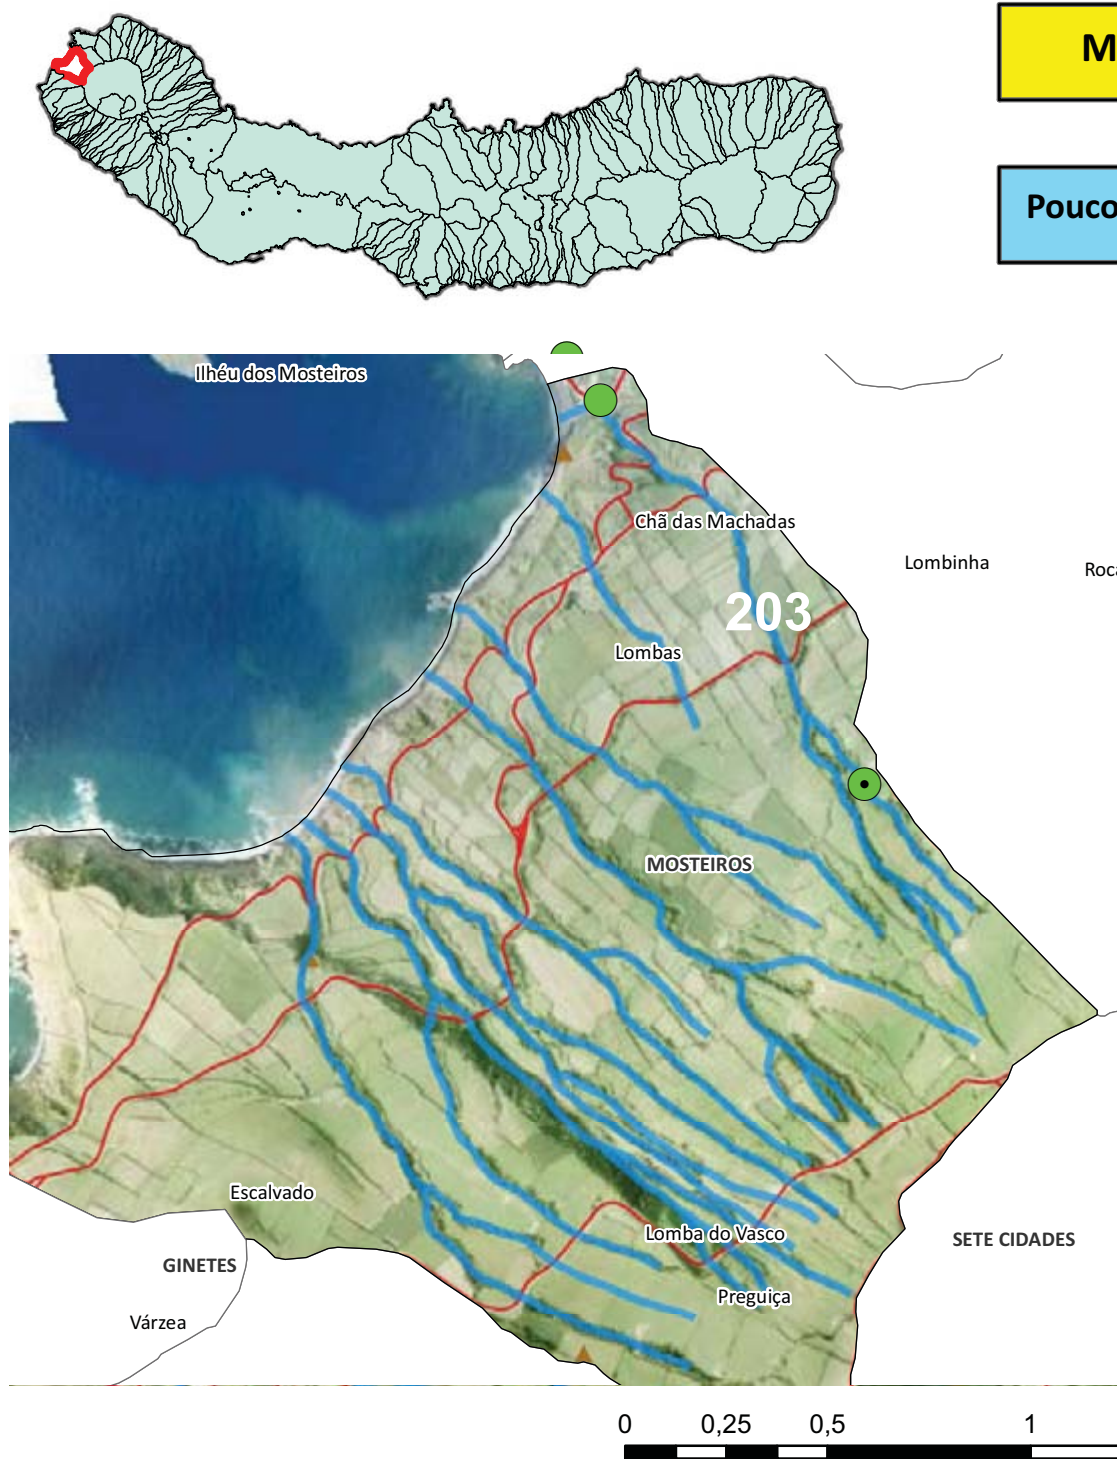 M
Pouco
Ilhéu dos Mosteiros
Chã das Machadas
Lombinha
Roca
203
Lombas
MOSTEIROS
Escalvado
Lomba do Vasco
SETE CIDADES
GINETES
Preguiça
Várzea
0 0,25 0,5 1